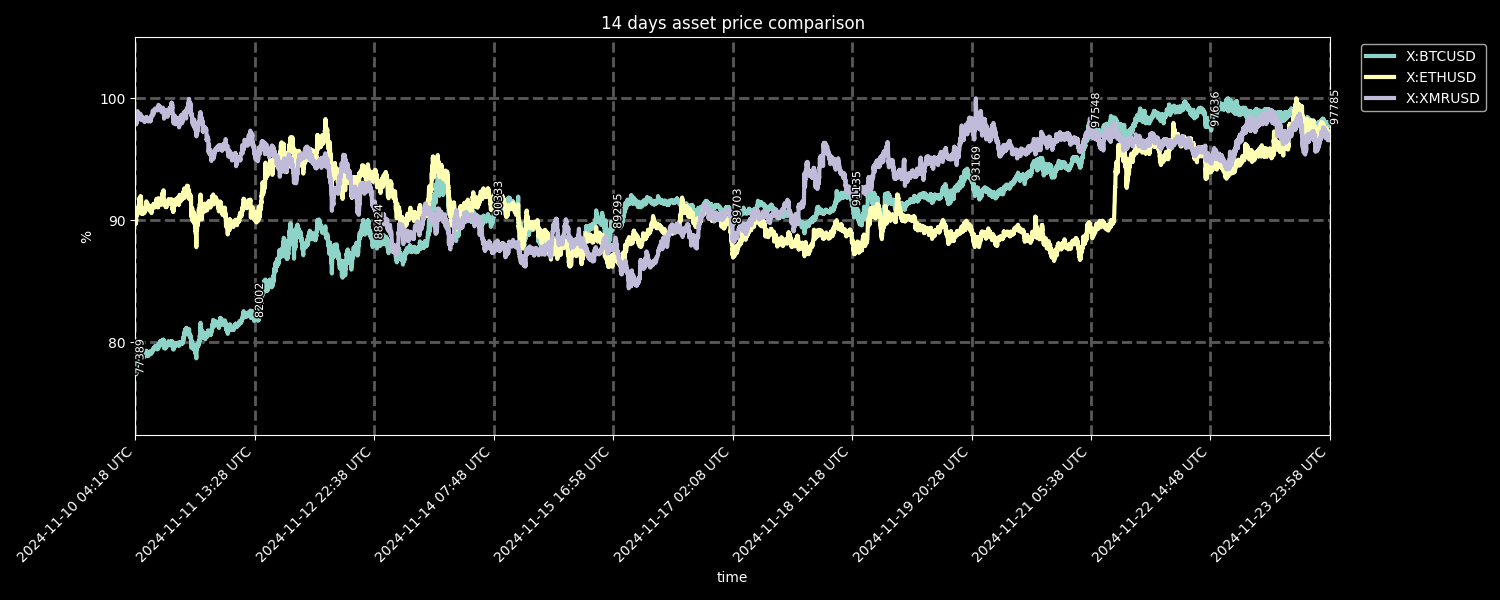 14 days asset price comparison
X:BTCUSD
X:ETHUSD
X:XMRUSD
100
90
80
%
77389
82002
88424
90333
89295
89703
91135
93169
97548
97636
97785
2024-11-10 04:18 UTC
2024-11-11 13:28 UTC
2024-11-12 22:38 UTC
2024-11-14 07:48 UTC
2024-11-15 16:58 UTC
2024-11-17 02:08 UTC
2024-11-18 11:18 UTC
2024-11-19 20:28 UTC
2024-11-21 05:38 UTC
2024-11-22 14:48 UTC
2024-11-23 23:58 UTC
time